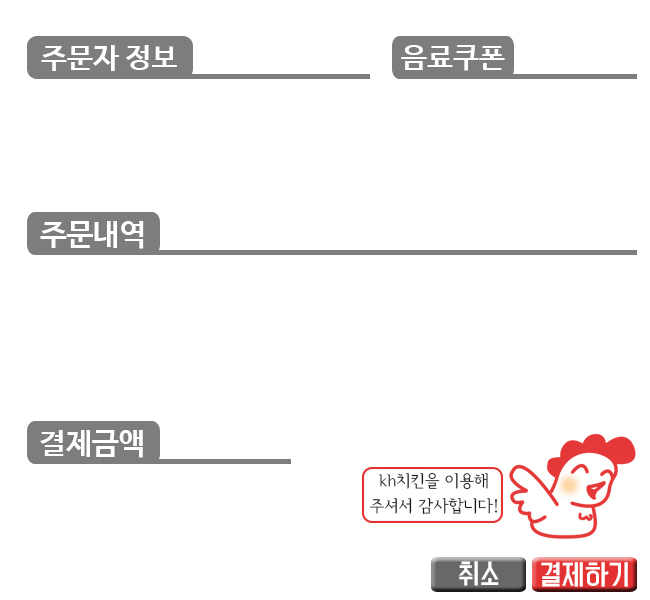 주문자 정보
음료쿠폰
주문내역
결제금액
kh치킨을 이용해
주셔서 감사합니다!
취소
결제하기